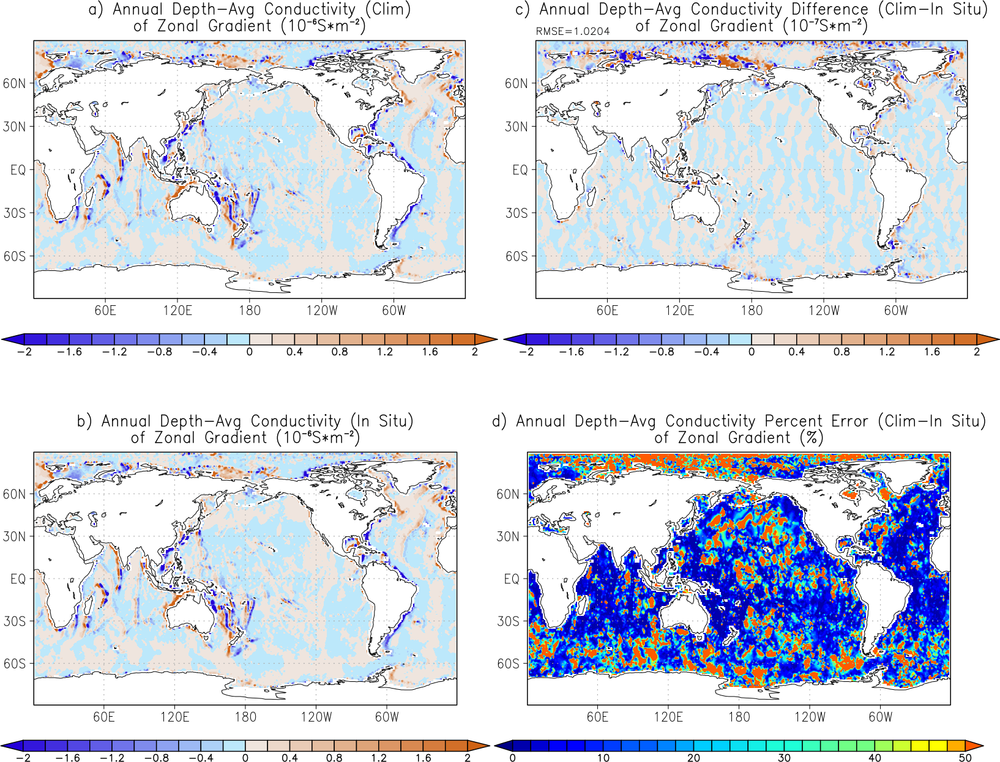 a) Annual Depth-Avg Conductivity (Clim)
of Zonal Gradient (10⁻⁶S*m⁻²)
60N
30N
EQ
30S
60S
60E 120E 180 120W 60W
-2 -1.6 -1.2 -0.8 -0.4 0 0.4 0.8 1.2 1.6 2
c) Annual Depth-Avg Conductivity Difference (Clim-In Situ)
of Zonal Gradient (10⁻⁷S*m⁻²)
RMSE=1.0204
60N
30N
EQ
30S
60S
60E 120E 180 120W 60W
-2 -1.6 -1.2 -0.8 -0.4 0 0.4 0.8 1.2 1.6 2
b) Annual Depth-Avg Conductivity (In Situ)
of Zonal Gradient (10⁻⁶S*m⁻²)
60N
30N
EQ
30S
60S
60E 120E 180 120W 60W
-2 -1.6 -1.2 -0.8 -0.4 0 0.4 0.8 1.2 1.6 2
d) Annual Depth-Avg Conductivity Percent Error (Clim-In Situ)
of Zonal Gradient (%)
60N
30N
EQ
30S
60S
60E 120E 180 120W 60W
0 10 20 30 40 50